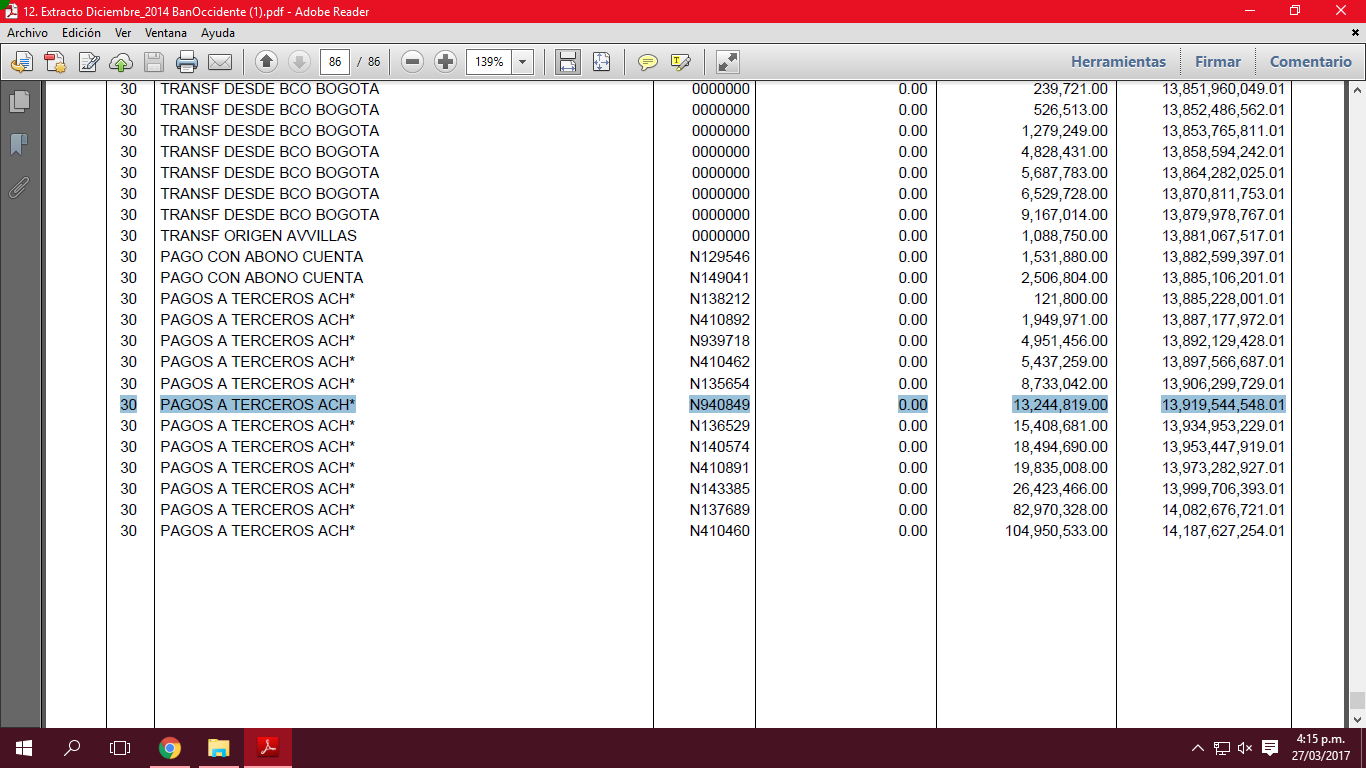 12. Extracto Diciembre_2014 BanOccidente (1).pdf - Adobe Reader
Archivo Edición Ver Ventana Ayuda
86 / 86 139% Herramientas Firmar Comentario
30 TRANSF DESDE BCO BOGOTA 0000000 0.00 239,721.00 13,851,960,049.01
30 TRANSF DESDE BCO BOGOTA 0000000 0.00 526,513.00 13,852,486,562.01
30 TRANSF DESDE BCO BOGOTA 0000000 0.00 1,279,249.00 13,853,765,811.01
30 TRANSF DESDE BCO BOGOTA 0000000 0.00 4,828,431.00 13,858,594,242.01
30 TRANSF DESDE BCO BOGOTA 0000000 0.00 5,687,783.00 13,864,282,025.01
30 TRANSF DESDE BCO BOGOTA 0000000 0.00 6,529,728.00 13,870,811,753.01
30 TRANSF DESDE BCO BOGOTA 0000000 0.00 9,167,014.00 13,879,978,767.01
30 TRANSF ORIGEN AVVILLAS 0000000 0.00 1,088,750.00 13,881,067,517.01
30 PAGO CON ABONO CUENTA N129546 0.00 1,531,880.00 13,882,599,397.01
30 PAGO CON ABONO CUENTA N149041 0.00 2,506,804.00 13,885,106,201.01
30 PAGOS A TERCEROS ACH* N138212 0.00 121,800.00 13,885,228,001.01
30 PAGOS A TERCEROS ACH* N410892 0.00 1,949,971.00 13,887,177,972.01
30 PAGOS A TERCEROS ACH* N939718 0.00 4,951,456.00 13,892,129,428.01
30 PAGOS A TERCEROS ACH* N410462 0.00 5,437,259.00 13,897,566,687.01
30 PAGOS A TERCEROS ACH* N135654 0.00 8,733,042.00 13,906,299,729.01
30 PAGOS A TERCEROS ACH* N940849 0.00 13,244,819.00 13,919,544,548.01
30 PAGOS A TERCEROS ACH* N136529 0.00 15,408,681.00 13,934,953,229.01
30 PAGOS A TERCEROS ACH* N140574 0.00 18,494,690.00 13,953,447,919.01
30 PAGOS A TERCEROS ACH* N410891 0.00 19,835,008.00 13,973,282,927.01
30 PAGOS A TERCEROS ACH* N143385 0.00 26,423,466.00 13,999,706,393.01
30 PAGOS A TERCEROS ACH* N137689 0.00 82,970,328.00 14,082,676,721.01
30 PAGOS A TERCEROS ACH* N410460 0.00 104,950,533.00 14,187,627,254.01
4:15 p.m.
27/03/2017